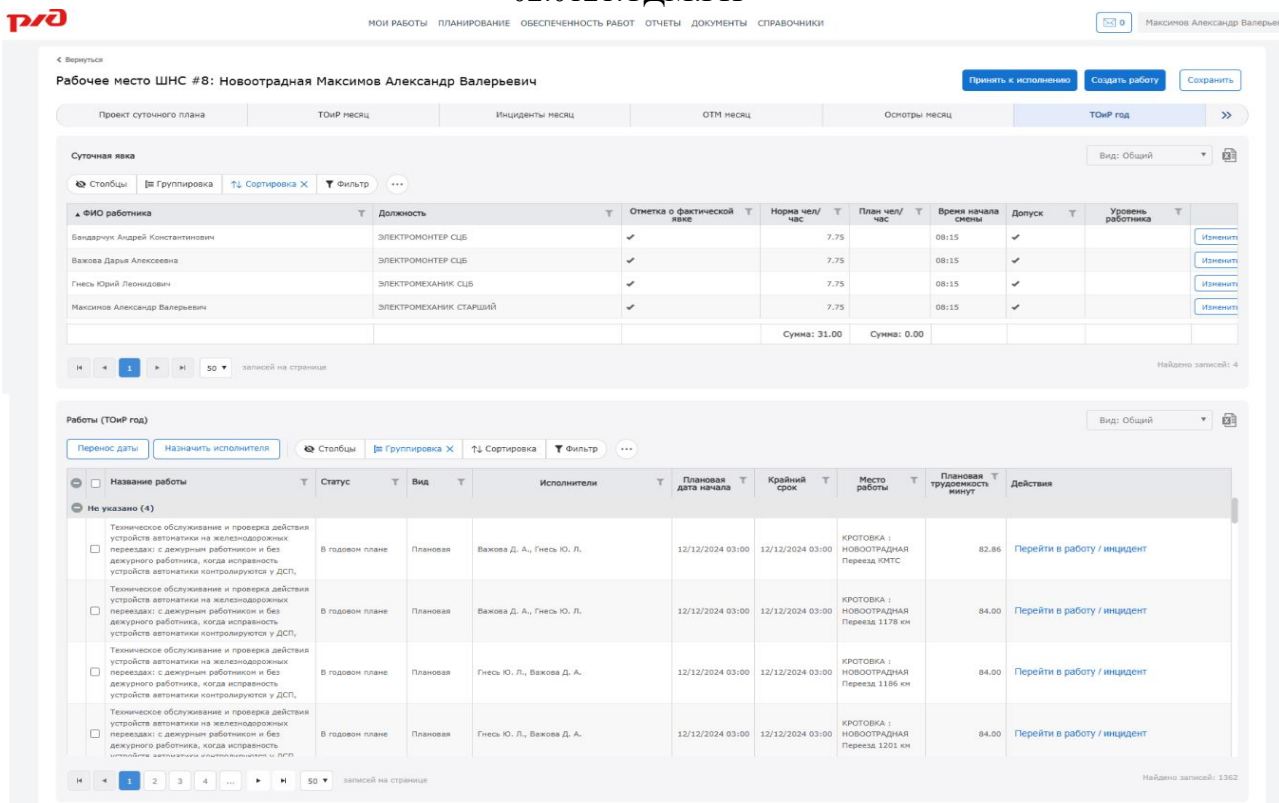 ржд
МОИ РАБОТЫ ПЛАНИРОВАНИЕ ОБЕСПЕЧЕННОСТЬ РАБОТ ОТЧЕТЫ ДОКУМЕНТЫ СПРАВОЧНИКИ
0
Максимов Александр Валерье
Вернуться
Рабочее место ШНС #8: Новоотрадная Максимов Александр Валерьевич
Принять к исполнению Создать работу Сохранить
Проект суточного плана ТОиР месяц Инциденты месяц ОТМ месяц Осмотры месяц ТОиР год
Суточная явка
Вид: Общий
Столбцы Группировка Сортировка Фильтр
ФИО работника Должность Отметка о фактической явке Норма чел/час План чел/час Время начала смены Допуск Уровень работника
Бандарчук Андрей Константинович ЭЛЕКТРОМОНТЕР СЦБ ✔ 7.75 08:15 ✔ Изменить
Важова Дарья Алексеевна ЭЛЕКТРОМОНТЕР СЦБ ✔ 7.75 08:15 ✔ Изменить
Гнесь Юрий Леонидович ЭЛЕКТРОМЕХАНИК СЦБ ✔ 7.75 08:15 ✔ Изменить
Максимов Александр Валерьевич ЭЛЕКТРОМЕХАНИК СТАРШИЙ ✔ 7.75 08:15 ✔ Изменить
Сумма: 31.00 Сумма: 0.00
1 50 записей на странице
Найдено записей: 4
Работы (ТОиР год)
Вид: Общий
Перенос даты Назначить исполнителя Столбцы Группировка Сортировка Фильтр
Название работы Статус Вид Исполнители Плановая дата начала Крайний срок Место работы Плановая трудоемкость минут Действия
Не указано (4)
Техническое обслуживание и проверка действия
устройств автоматики на железнодорожных
переездах: с дежурным работником и без
дежурного работника, когда исправность
устройств автоматики контролируются у ДСП,
В годовом плане Плановая Важова Д. А., Гнесь Ю. Л. 12/12/2024 03:00 12/12/2024 03:00
КРОТОВКА :
НОВООТРАДНАЯ
Переезд КМТС
82.86 Перейти в работу / инцидент
Техническое обслуживание и проверка действия
устройств автоматики на железнодорожных
переездах: с дежурным работником и без
дежурного работника, когда исправность
устройств автоматики контролируются у ДСП,
В годовом плане Плановая Важова Д. А., Гнесь Ю. Л. 12/12/2024 03:00 12/12/2024 03:00
КРОТОВКА :
НОВООТРАДНАЯ
Переезд 1178 км
84.00 Перейти в работу / инцидент
Техническое обслуживание и проверка действия
устройств автоматики на железнодорожных
переездах: с дежурным работником и без
дежурного работника, когда исправность
устройств автоматики контролируются у ДСП,
В годовом плане Плановая Гнесь Ю. Л., Важова Д. А. 12/12/2024 03:00 12/12/2024 03:00
КРОТОВКА :
НОВООТРАДНАЯ
Переезд 1186 км
84.00 Перейти в работу / инцидент
Техническое обслуживание и проверка действия
устройств автоматики на железнодорожных
переездах: с дежурным работником и без
дежурного работника, когда исправность
устройств автоматики контролируются у ДСП
В годовом плане Плановая Гнесь Ю. Л., Важова Д. А. 12/12/2024 03:00 12/12/2024 03:00
КРОТОВКА :
НОВООТРАДНАЯ
Переезд 1201 км
84.00 Перейти в работу / инцидент
1 2 3 4 ... 50 записей на странице
Найдено записей: 1362